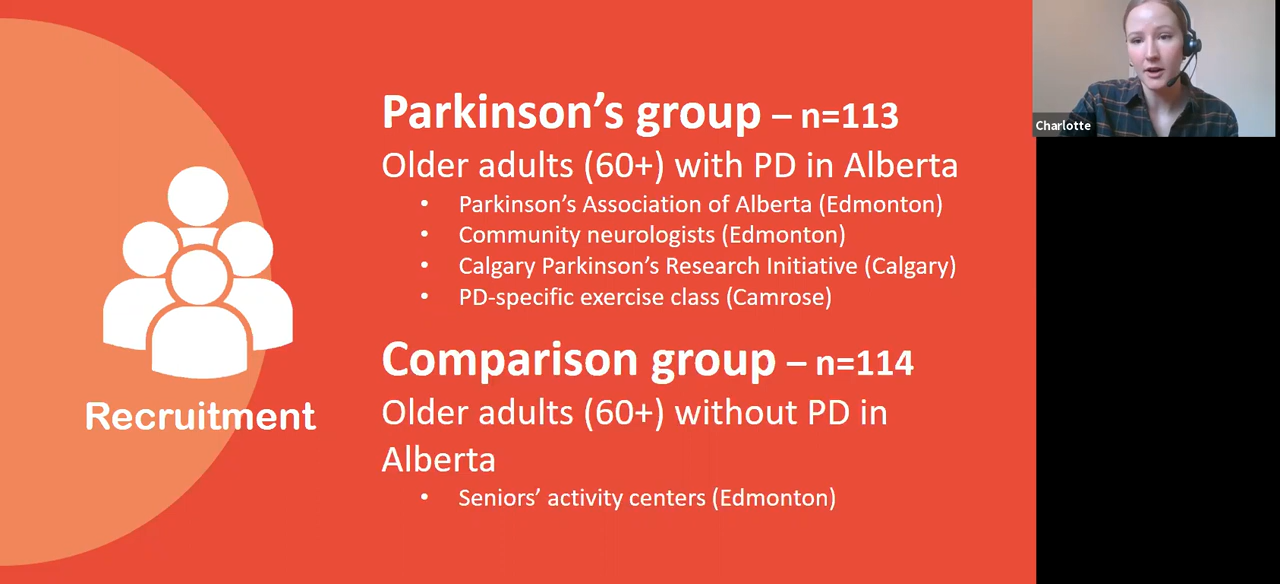 Parkinson’s group – n=113
Older adults (60+) with PD in Alberta
• Parkinson’s Association of Alberta (Edmonton)
• Community neurologists (Edmonton)
• Calgary Parkinson’s Research Initiative (Calgary)
• PD-specific exercise class (Camrose)
Comparison group – n=114
Older adults (60+) without PD in
Alberta
• Seniors’ activity centers (Edmonton)
Recruitment
Charlotte